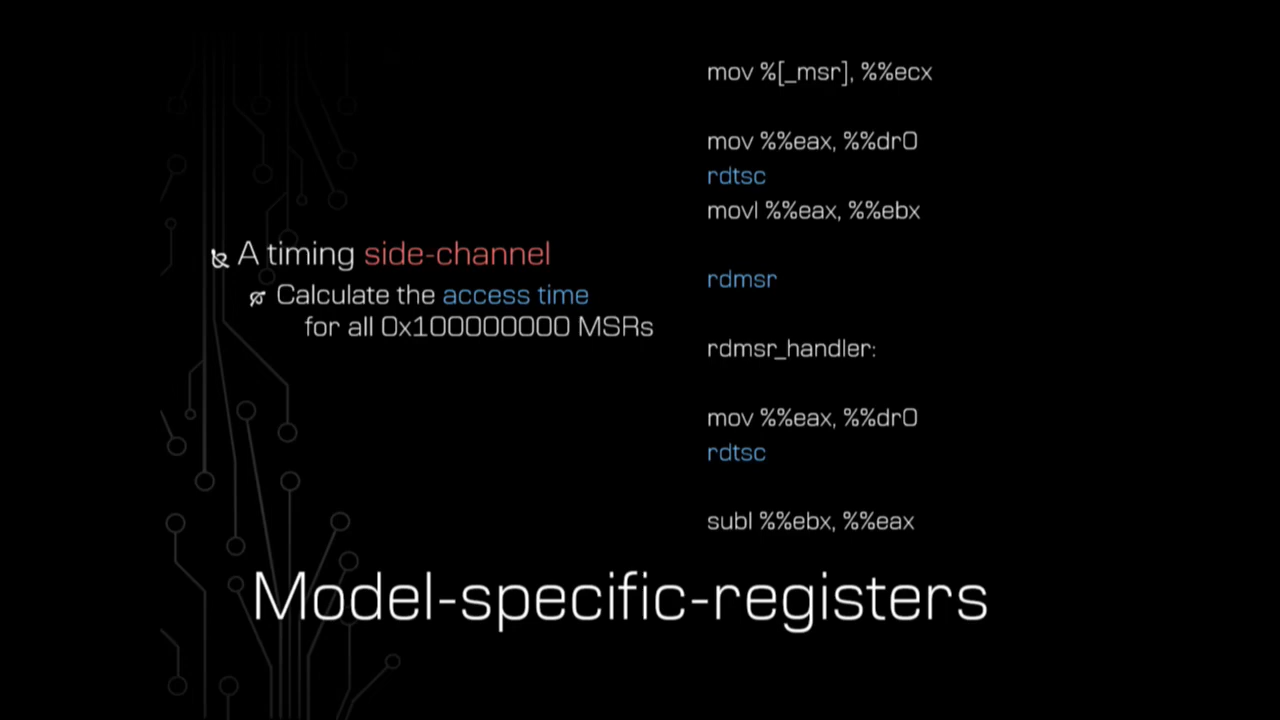 A timing side-channel
Calculate the access time
for all 0x100000000 MSRs
mov %[_msr], %%ecx
mov %%eax, %%dr0
rdtsc
movl %%eax, %%ebx
rdmsr
rdmsr_handler:
mov %%eax, %%dr0
rdtsc
subl %%ebx, %%eax
Model-specific-registers